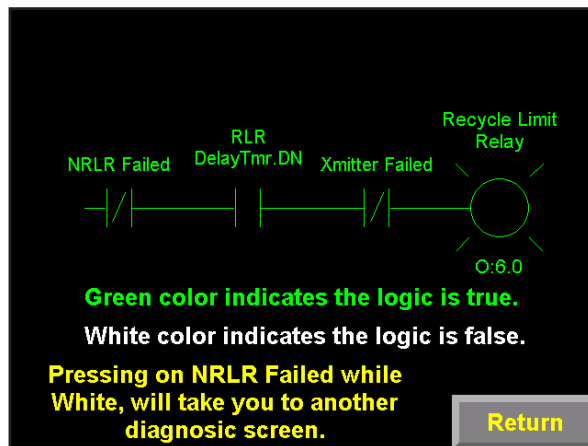 Recycle Limit
Relay
RLR
DelayTmr.DN
NRLR Failed
Xmitter Failed
O:6.0
Green color indicates the logic is true.
White color indicates the logic is false.
Pressing on NRLR Failed while
White, will take you to another
diagnosic screen.
Return